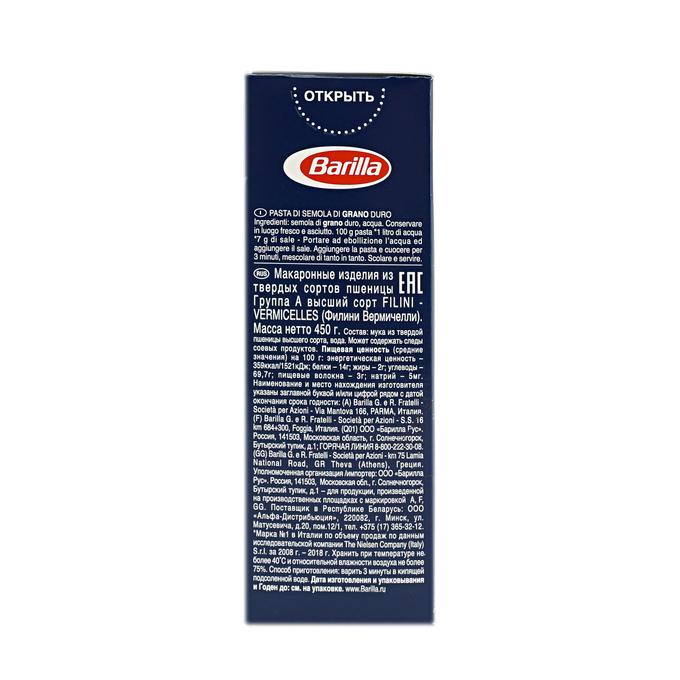 ОТКРЫТЬ
Barilla
I PASTA DI SEMOLA DI GRANO DURO
Ingredienti: semola di grano duro, acqua. Conservare
in luogo fresco e asciutto. 100 g pasta *1 litro di acqua
*7 g di sale - Portare ad ebollizione l'acqua ed
aggiungere il sale. Aggiungere la pasta e cuocere per
3 minuti, mescolare di tanto in tanto. Scolare e servire.
RUS Макаронные изделия из
твердых сортов пшеницы EAC
Группа А высший сорт FILINI -
VERMICELLES (Филини Вермичелли).
Масса нетто 450 г. Состав: мука из твердой
пшеницы высшего сорта, вода. Может содержать следы
соевых продуктов. Пищевая ценность (средние
значения) на 100 г: энергетическая ценность –
359ккал/1521кДж; белки - 14г; жиры - 2г; углеводы -
69,7г; пищевые волокна – 3г; натрий – 5мг.
Наименование и место нахождения изготовителя
указаны заглавной буквой и/или цифрой рядом с датой
окончания срока годности: (A) Barilla G. e R. Fratelli -
Società per Azioni - Via Mantova 166, PARMA, Италия.
(F) Barilla G. e R. Fratelli - Società per Azioni - S.S. 16
km 684+300, Foggia, Италия. (Q01) ООО «Барилла Рус».
Россия, 141503, Московская область, г. Солнечногорск,
Бутырский тупик, д.1; ГОРЯЧАЯ ЛИНИЯ 8-800-222-30-08.
(GG) Barilla G. e R. Fratelli - Società per Azioni - km 75 Lamia
National Road, GR Theva (Athens), Греция.
Уполномоченная организация /импортер: ООО «Барилла
Рус». Россия, 141503, Московская обл., г. Солнечногорск,
Бутырский тупик, д.1 – для продукции, произведенной
на производственных площадках с маркировкой A, F,
GG. Поставщик в Республику Беларусь: ООО
«Альфа-Дистрибьюция», 220082, г. Минск, ул.
Матусевича, д.20, пом.12/1, тел. +375 (17) 365-32-12.
*Марка №1 в Италии по объему продаж по данным
исследовательской компании The Nielsen Company (Italy)
S.r.l. за 2008 г. – 2018 г. Хранить при температуре не
более 40˚С и относительной влажности воздуха не более
75%. Способ приготовления: варить 3 минуты в кипящей
подсоленной воде. Дата изготовления и упаковывания
и Годен до: см. на упаковке. www.Barilla.ru